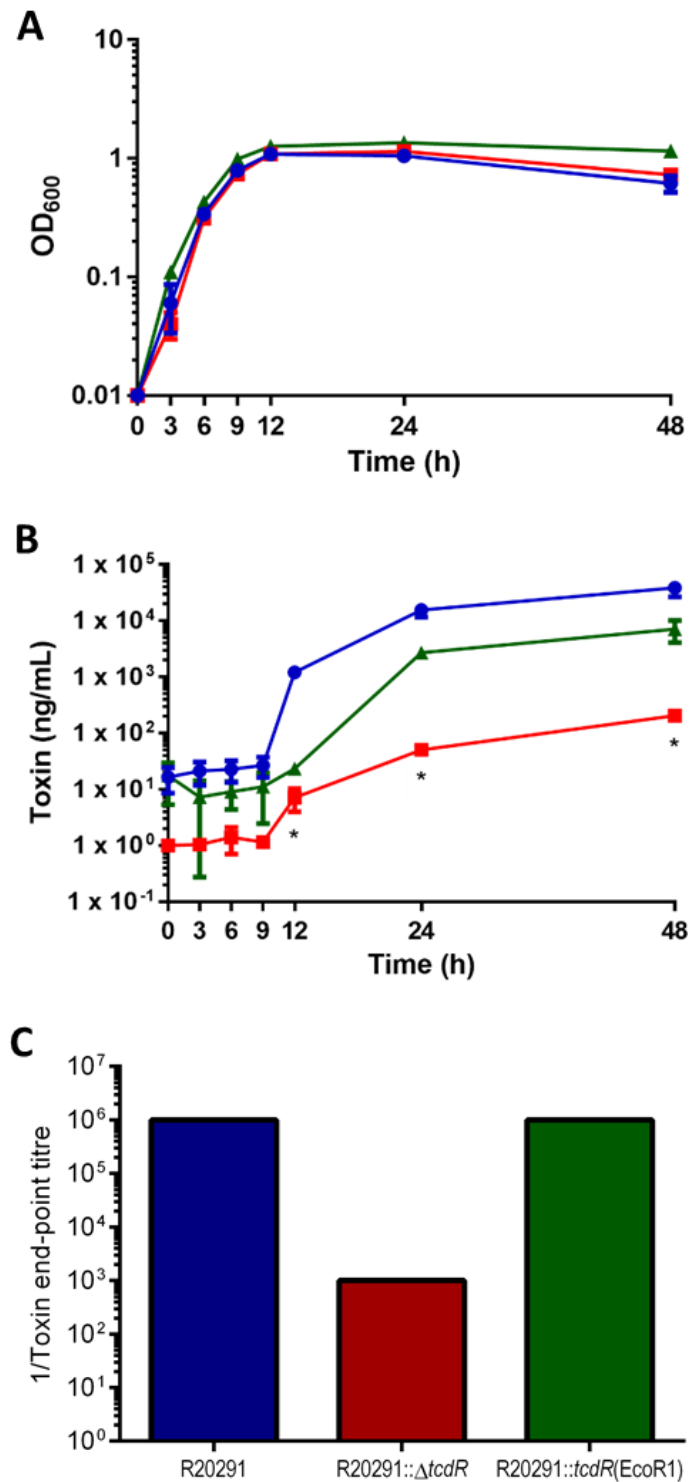 A
10
1
0.1
0.01
OD600
0 3 6 9 12 24 48
Time (h)
B
1 x 10^5
1 x 10^4
1 x 10^3
1 x 10^2
1 x 10^1
1 x 10^0
1 x 10^-1
Toxin (ng/mL)
* * *
0 3 6 9 12 24 48
Time (h)
C
10^7
10^6
10^5
10^4
10^3
10^2
10^1
10^0
1/Toxin end-point titre
R20291 R20291::ΔtcdR R20291::tcdR(EcoR1)